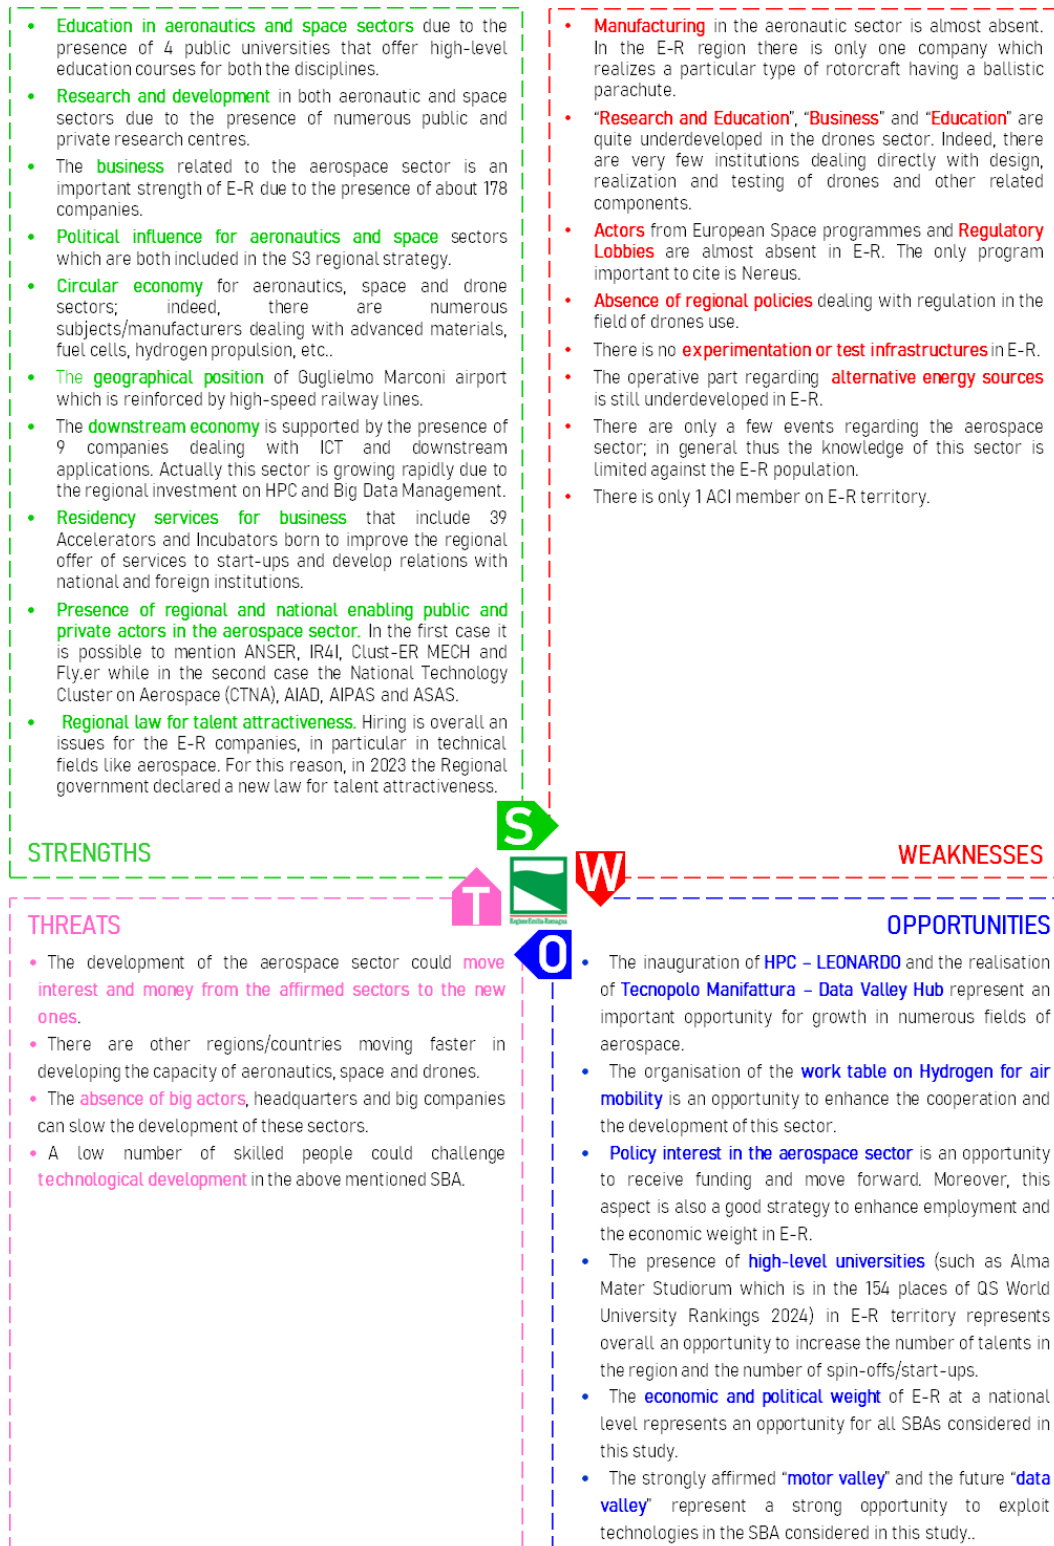 • Education in aeronautics and space sectors due to the
presence of 4 public universities that offer high-level
education courses for both the disciplines.
• Research and development in both aeronautic and space
sectors due to the presence of numerous public and
private research centres.
• The business related to the aerospace sector is an
important strength of E-R due to the presence of about 178
companies.
• Political influence for aeronautics and space sectors
which are both included in the S3 regional strategy.
• Circular economy for aeronautics, space and drone
sectors; indeed, there are numerous
subjects/manufacturers dealing with advanced materials,
fuel cells, hydrogen propulsion, etc..
• The geographical position of Guglielmo Marconi airport
which is reinforced by high-speed railway lines.
• The downstream economy is supported by the presence of
9 companies dealing with ICT and downstream
applications. Actually this sector is growing rapidly due to
the regional investment on HPC and Big Data Management.
• Residency services for business that include 39
Accelerators and Incubators born to improve the regional
offer of services to start-ups and develop relations with
national and foreign institutions.
• Presence of regional and national enabling public and
private actors in the aerospace sector. In the first case it
is possible to mention ANSER, IR4I, Clust-ER MECH and
Fly.er while in the second case the National Technology
Cluster on Aerospace (CTNA), AIAD, AIPAS and ASAS.
• Regional law for talent attractiveness. Hiring is overall an
issues for the E-R companies, in particular in technical
fields like aerospace. For this reason, in 2023 the Regional
government declared a new law for talent attractiveness.
STRENGTHS
• Manufacturing in the aeronautic sector is almost absent.
In the E-R region there is only one company which
realizes a particular type of rotorcraft having a ballistic
parachute.
• “Research and Education”, “Business” and “Education” are
quite underdeveloped in the drones sector. Indeed, there
are very few institutions dealing directly with design,
realization and testing of drones and other related
components.
• Actors from European Space programmes and Regulatory
Lobbies are almost absent in E-R. The only program
important to cite is Nereus.
• Absence of regional policies dealing with regulation in the
field of drones use.
• There is no experimentation or test infrastructures in E-R.
• The operative part regarding alternative energy sources
is still underdeveloped in E-R.
• There are only a few events regarding the aerospace
sector; in general thus the knowledge of this sector is
limited against the E-R population.
• There is only 1 ACI member on E-R territory.
WEAKNESSES
S
W
T
O
Regione Emilia Romagna
THREATS
• The development of the aerospace sector could move
interest and money from the affirmed sectors to the new
ones.
• There are other regions/countries moving faster in
developing the capacity of aeronautics, space and drones.
• The absence of big actors, headquarters and big companies
can slow the development of these sectors.
• A low number of skilled people could challenge
technological development in the above mentioned SBA.
OPPORTUNITIES
• The inauguration of HPC – LEONARDO and the realisation
of Tecnopolo Manifattura – Data Valley Hub represent an
important opportunity for growth in numerous fields of
aerospace.
• The organisation of the work table on Hydrogen for air
mobility is an opportunity to enhance the cooperation and
the development of this sector.
• Policy interest in the aerospace sector is an opportunity
to receive funding and move forward. Moreover, this
aspect is also a good strategy to enhance employment and
the economic weight in E-R.
• The presence of high-level universities (such as Alma
Mater Studiorum which is in the 154 places of QS World
University Rankings 2024) in E-R territory represents
overall an opportunity to increase the number of talents in
the region and the number of spin-offs/start-ups.
• The economic and political weight of E-R at a national
level represents an opportunity for all SBAs considered in
this study.
• The strongly affirmed “motor valley” and the future “data
valley” represent a strong opportunity to exploit
technologies in the SBA considered in this study..